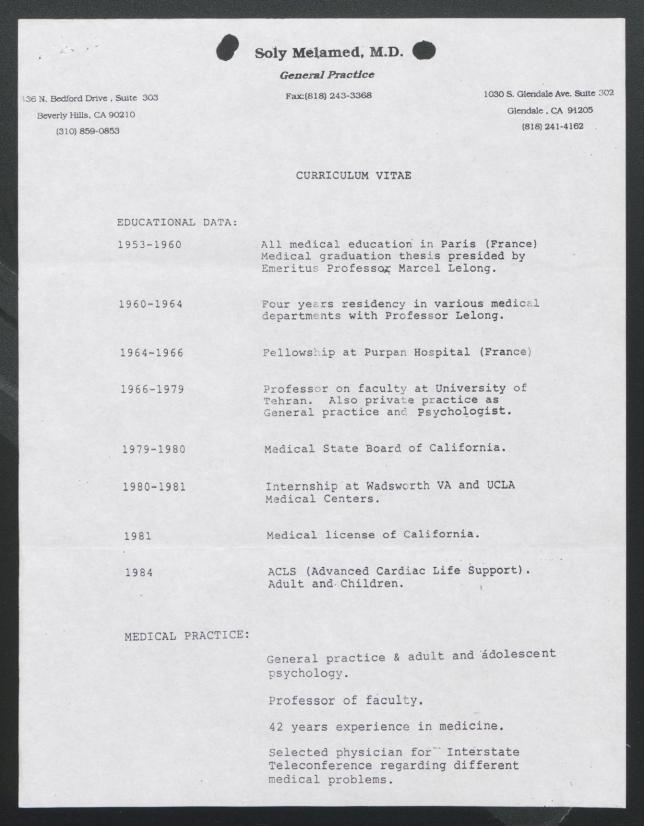 Soly Melamed, M.D.
General Practice
Fax:(818) 243-3368
36 N. Bedford Drive , Suite 303
Beverly Hills, CA 90210
(310) 859-0853
1030 S. Glendale Ave. Suite 302
Glendale , CA 91205
(818) 241-4162
CURRICULUM VITAE
EDUCATIONAL DATA:
1953-1960 All medical education in Paris (France)
Medical graduation thesis presided by
Emeritus Professor Marcel Lelong.
1960-1964 Four years residency in various medical
departments with Professor Lelong.
1964-1966 Fellowship at Purpan Hospital (France)
1966-1979 Professor on faculty at University of
Tehran. Also private practice as
General practice and Psychologist.
1979-1980 Medical State Board of California.
1980-1981 Internship at Wadsworth VA and UCLA
Medical Centers.
1981 Medical license of California.
1984 ACLS (Advanced Cardiac Life Support).
Adult and Children.
MEDICAL PRACTICE:
General practice & adult and adolescent
psychology.
Professor of faculty.
42 years experience in medicine.
Selected physician for Interstate
Teleconference regarding different
medical problems.